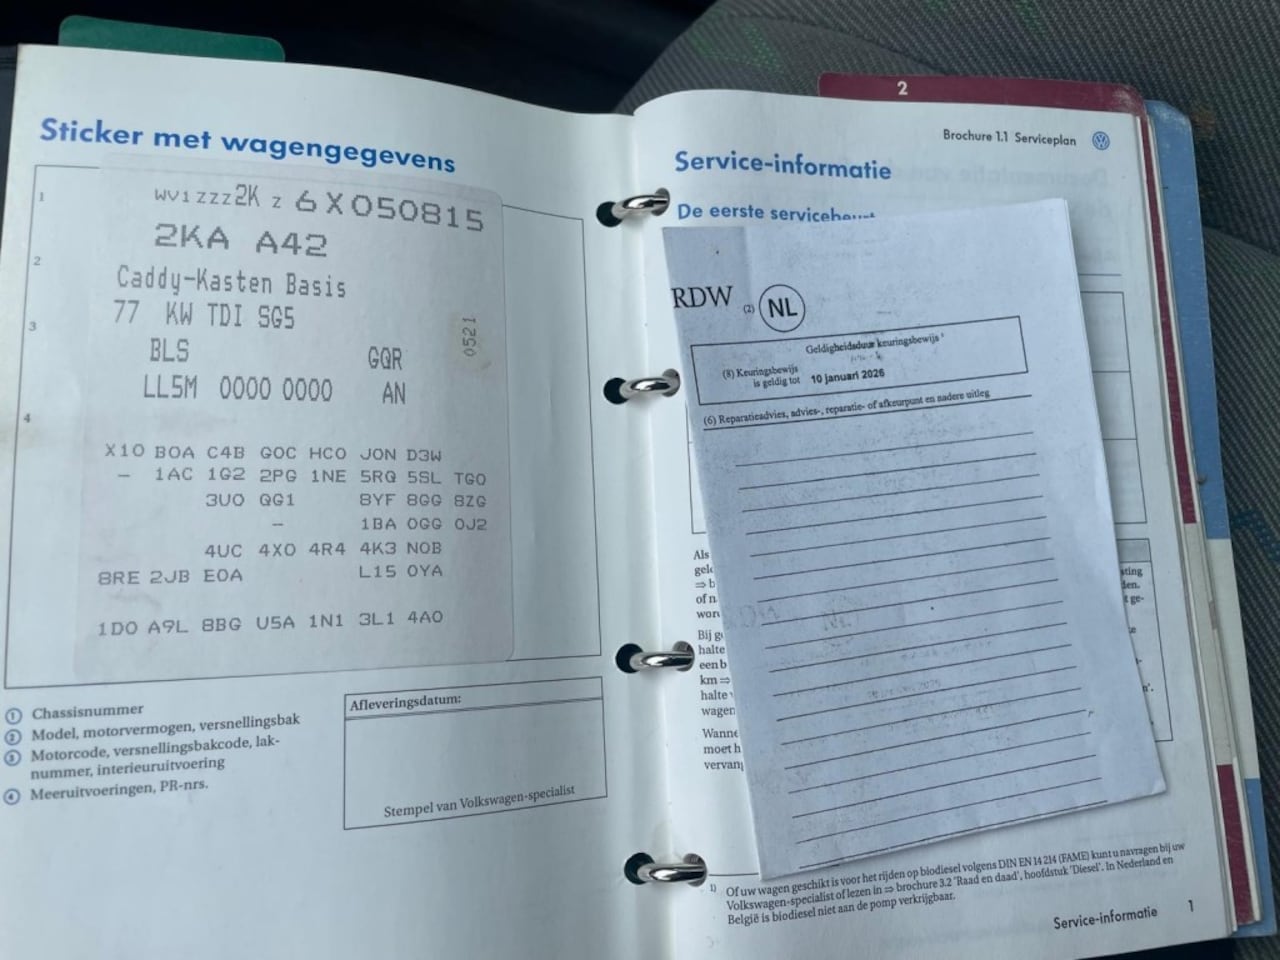 Sticker met wagengegevens
1
WV1ZZZ2K Z 6X050815
2KA A42
2
Caddy-Kasten Basis
77 KW TDI SG5
3
BLS GQR
0521
LL5M 0000 0000 AN
4
X10 B0A C4B G0C HC0 J0N D3W
- 1AC 1G2 2PG 1NE 5RQ 5SL TG0
3U0 QG1 8YF 8GG 8ZG
- 1BA 0GG 0J2
4UC 4X0 4R4 4K3 N0B
8RE 2JB E0A L15 0YA
1D0 A9L 8BG U5A 1N1 3L1 4A0
1 Chassisnummer
2 Model, motorvermogen, versnellingsbak
3 Motorcode, versnellingsbakcode, lak-
nummer, interieuruitvoering
4 Meeruitvoeringen, PR-nrs.
Afleveringsdatum:
Stempel van Volkswagen-specialist
2
Brochure 1.1 Serviceplan
Service-informatie
De eerste servicebeurt
RDW (2) NL
Geldigheidsduur keuringsbewijs
(8) Keuringsbewijs
is geldig tot 10 januari 2026
(6) Reparatieadvies, advies-, reparatie- of afkeurpunt en nadere uitleg
Als
of n
Bij
halte
een b
km ⇒
halte
wagen
moet h
1) Of uw wagen geschikt is voor het rijden op biodiesel volgens DIN EN 14 214 (FAME) kunt u navragen bij uw
Volkswagen-specialist of lezen in ⇒ brochure 3.2 'Raad en daad', hoofdstuk 'Diesel'. In Nederland en
België is biodiesel niet aan de pomp verkrijgbaar.
Service-informatie 1